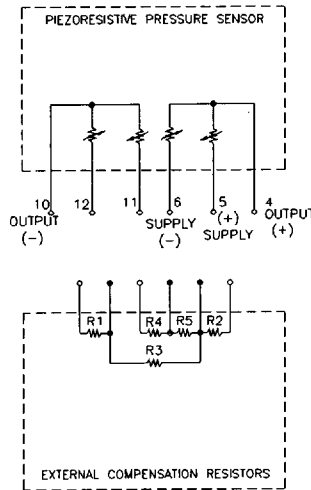 PIEZORESISTIVE PRESSURE SENSOR
10 12 11 6 5 4
OUTPUT (-)
SUPPLY (-)
(+) SUPPLY
OUTPUT (+)
R1 R4 R5 R2
R3
EXTERNAL COMPENSATION RESISTORS